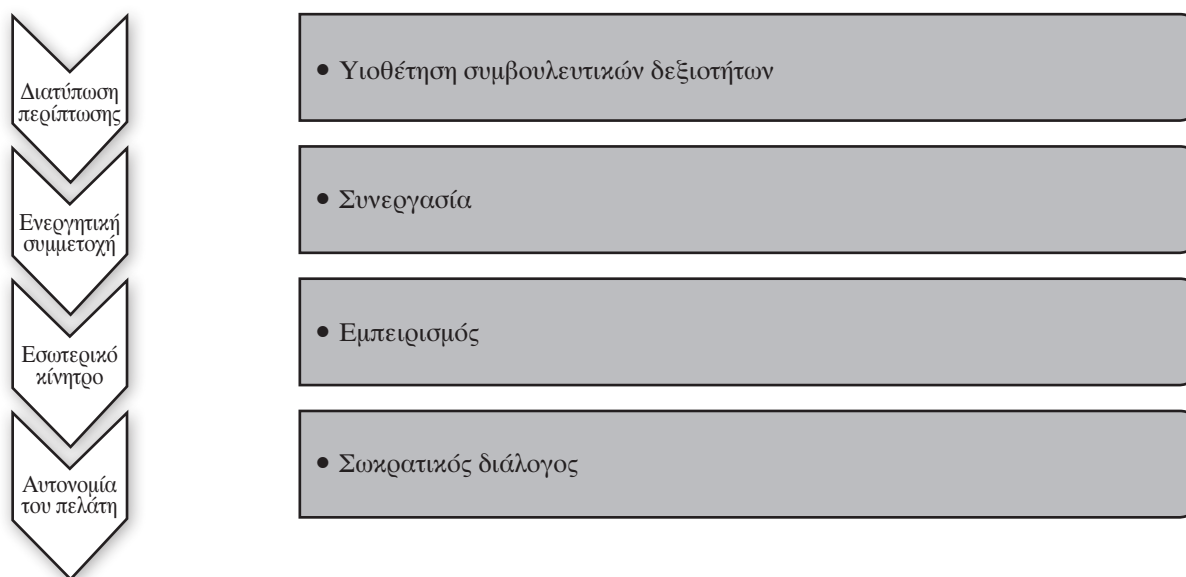 Διατύπωση
περίπτωσης
• Υιοθέτηση συμβουλευτικών δεξιοτήτων
Ενεργητική
συμμετοχή
• Συνεργασία
Εσωτερικό
κίνητρο
• Εμπειρισμός
Αυτονομία
του πελάτη
• Σωκρατικός διάλογος